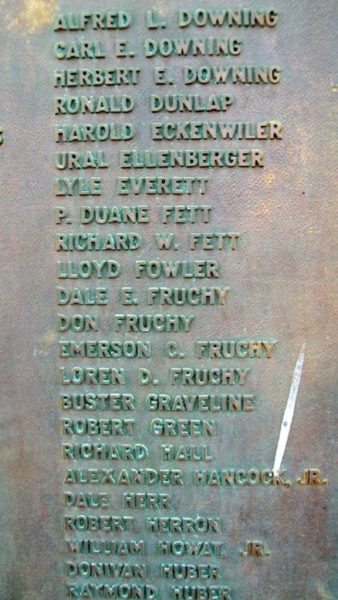 ALFRED L. DOWNING
CARL E. DOWNING
HERBERT E. DOWNING
RONALD DUNLAP
HAROLD ECKENWILER
URAL ELLENBERGER
LYLE EVERETT
P. DUANE FETT
RICHARD W. FETT
LLOYD FOWLER
DALE E. FRUCHY
DON FRUCHY
EMERSON C. FRUCHY
LOREN D. FRUCHY
BUSTER GRAVELINE
ROBERT GREEN
RICHARD HALL
ALEXANDER HANCOCK, JR.
DALE HERR
ROBERT HERRON
WILLIAM HOWAT, JR.
DONIVAN HUBER
RAYMOND HUBER